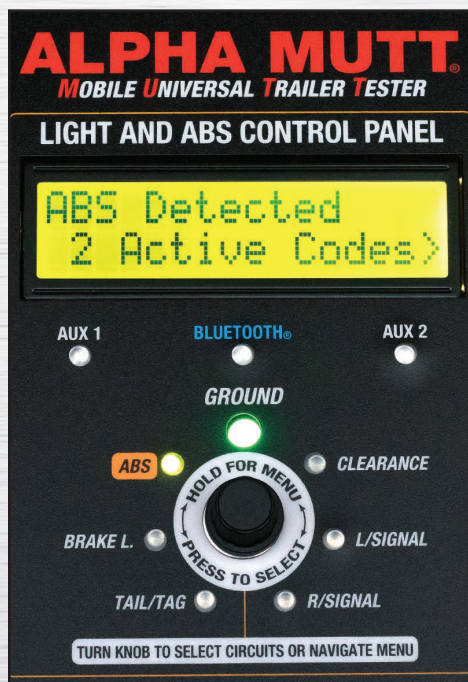 ALPHA MUTT®
MOBILE UNIVERSAL TRAILER TESTER
LIGHT AND ABS CONTROL PANEL
ABS Detected
2 Active Codes>
AUX 1
BLUETOOTH®
AUX 2
GROUND
ABS
CLEARANCE
HOLD FOR MENU
BRAKE L.
L/SIGNAL
PRESS TO SELECT
TAIL/TAG
R/SIGNAL
TURN KNOB TO SELECT CIRCUITS OR NAVIGATE MENU